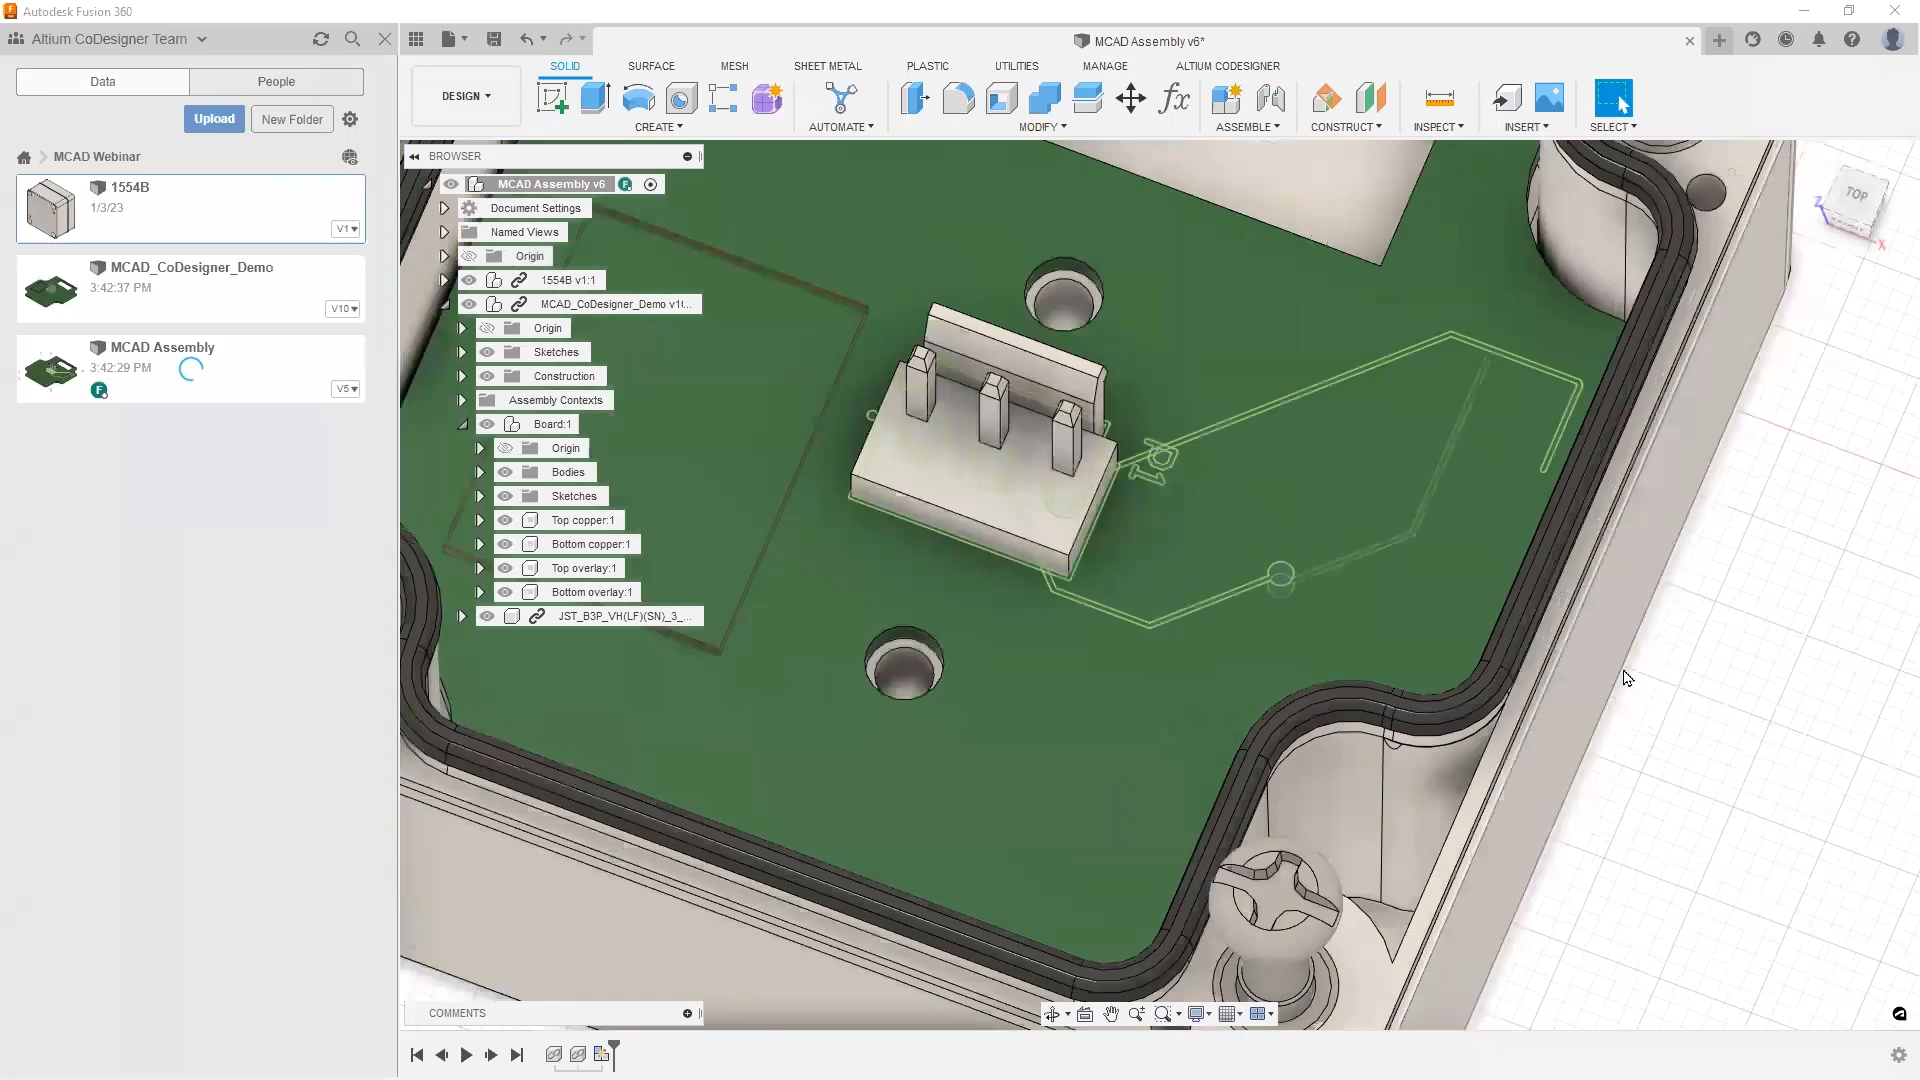 Autodesk Fusion 360
Altium CoDesigner Team
MCAD Assembly v6*
Data
People
Upload
New Folder
MCAD Webinar
1554B
1/3/23
V1
MCAD_CoDesigner_Demo
3:42:37 PM
V10
MCAD Assembly
3:42:29 PM
F
V5
DESIGN
SOLID
SURFACE
MESH
SHEET METAL
PLASTIC
UTILITIES
MANAGE
ALTIUM CODESIGNER
CREATE
AUTOMATE
MODIFY
ASSEMBLE
CONSTRUCT
INSPECT
INSERT
SELECT
BROWSER
MCAD Assembly v6
Document Settings
Named Views
Origin
1554B v1:1
MCAD_CoDesigner_Demo v1(...
Origin
Sketches
Construction
Assembly Contexts
Board:1
Origin
Bodies
Sketches
Top copper:1
Bottom copper:1
Top overlay:1
Bottom overlay:1
JST_B3P_VH(LF)(SN)_3_...
TOP
Z
X
COMMENTS